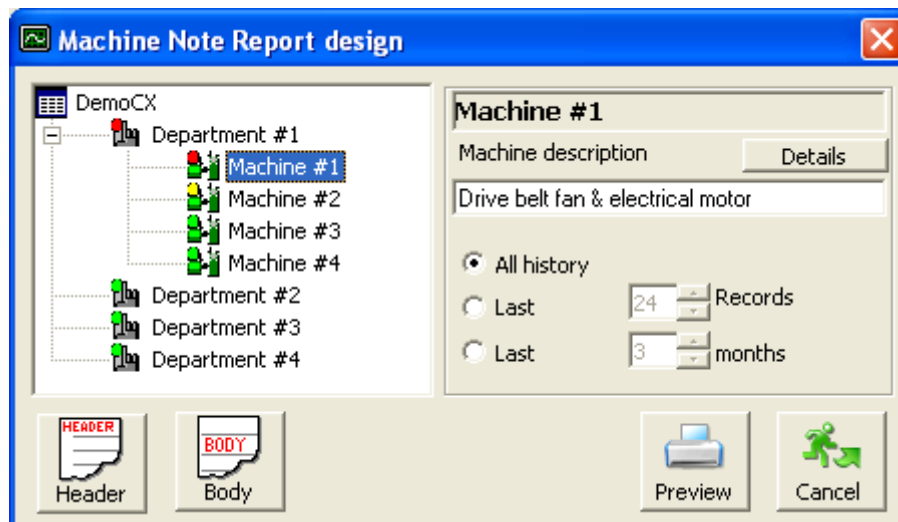 Machine Note Report design
DemoCX
Department #1
Machine #1
Machine #2
Machine #3
Machine #4
Department #2
Department #3
Department #4
Machine #1
Machine description
Details
Drive belt fan & electrical motor
All history
Last 24 Records
Last 3 months
HEADER
Header
BODY
Body
Preview
Cancel